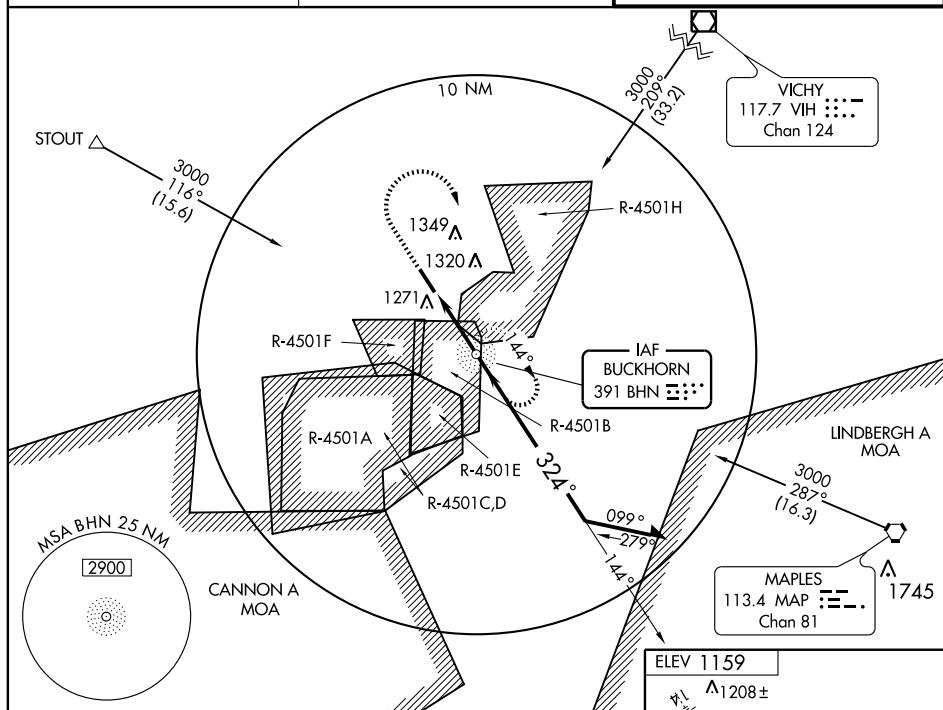 10 NM
VICHY
117.7 VIH
Chan 124
3000
209°
(33.2)
STOUT
3000
116°
(15.6)
R-4501H
1349
1320
1271
R-4501F
144°
IAF
BUCKHORN
391 BHN
R-4501B
R-4501A
R-4501E
R-4501C,D
324°
LINDBERGH A
MOA
3000
287°
(16.3)
099°
279°
144°
MSA BHN 25 NM
2900
CANNON A
MOA
MAPLES
113.4 MAP
Chan 81
1745
ELEV 1159
1208±